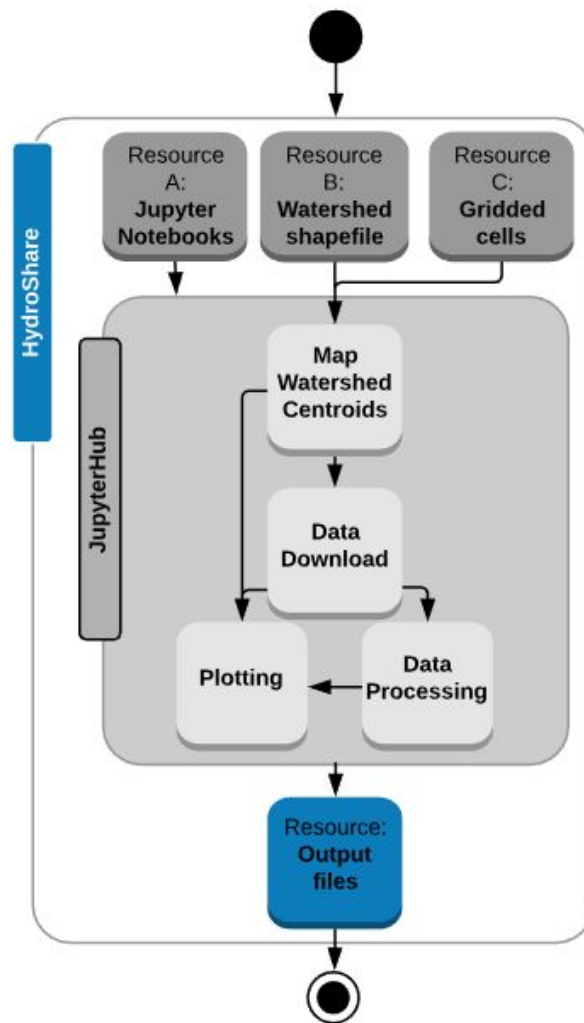 Resource
A:
Jupyter
Notebooks
Resource
B:
Watershed
shapefile
Resource
C:
Gridded
cells
HydroShare
JupyterHub
Map
Watershed
Centroids
Data
Download
Plotting
Data
Processing
Resource:
Output
files